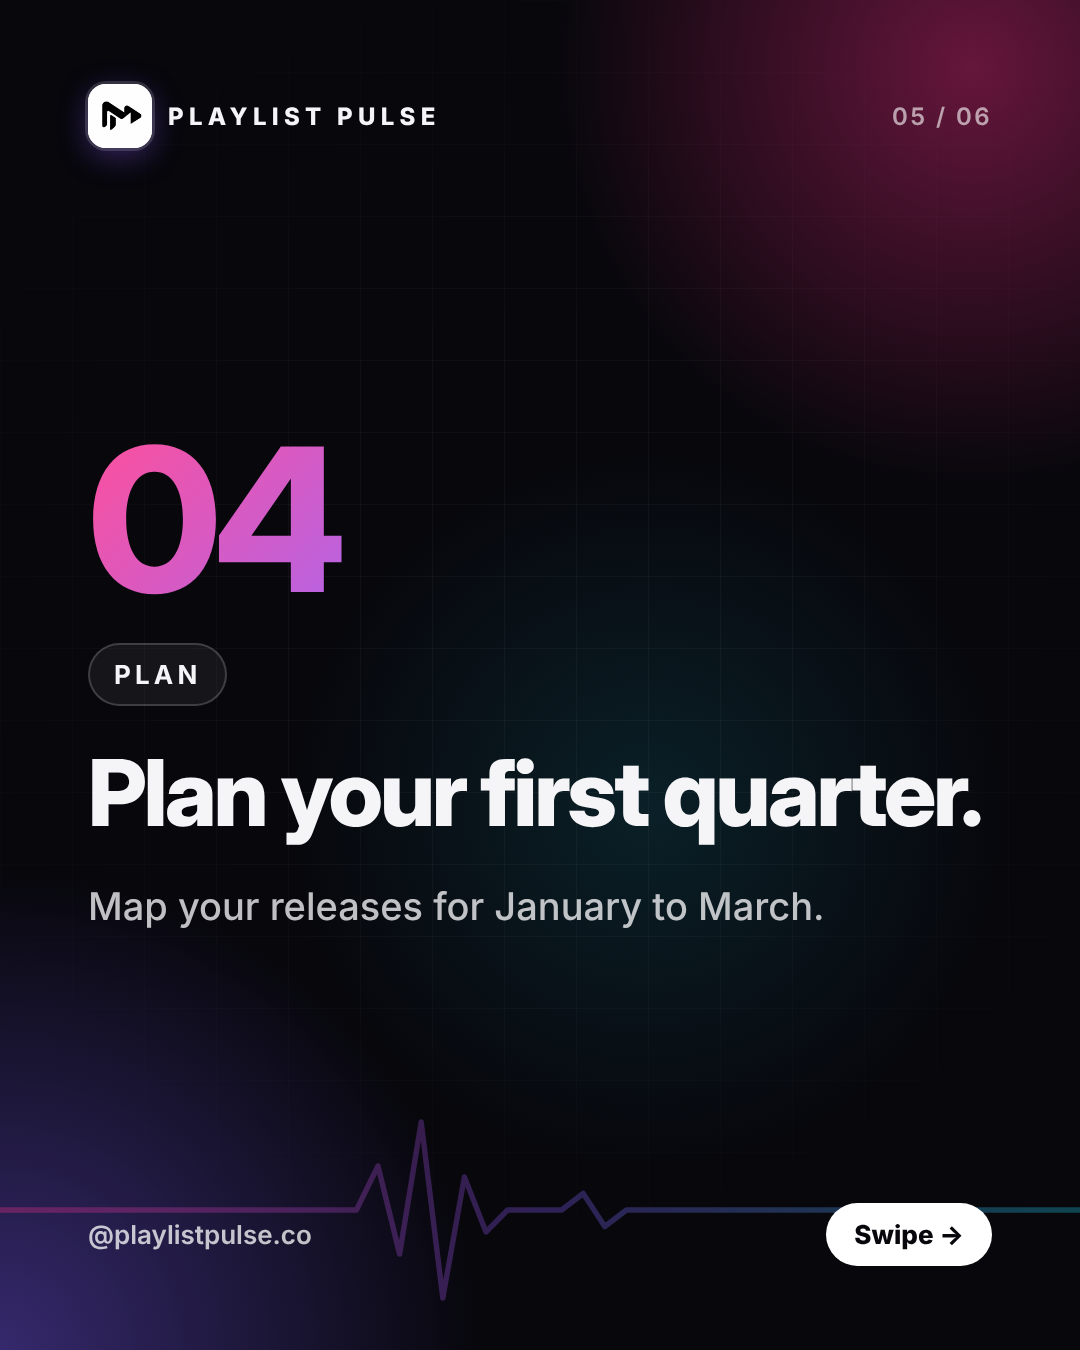 PLAYLIST PULSE
05 / 06
04
PLAN
Plan your first quarter.
Map your releases for January to March.
@playlistpulse.co
Swipe →